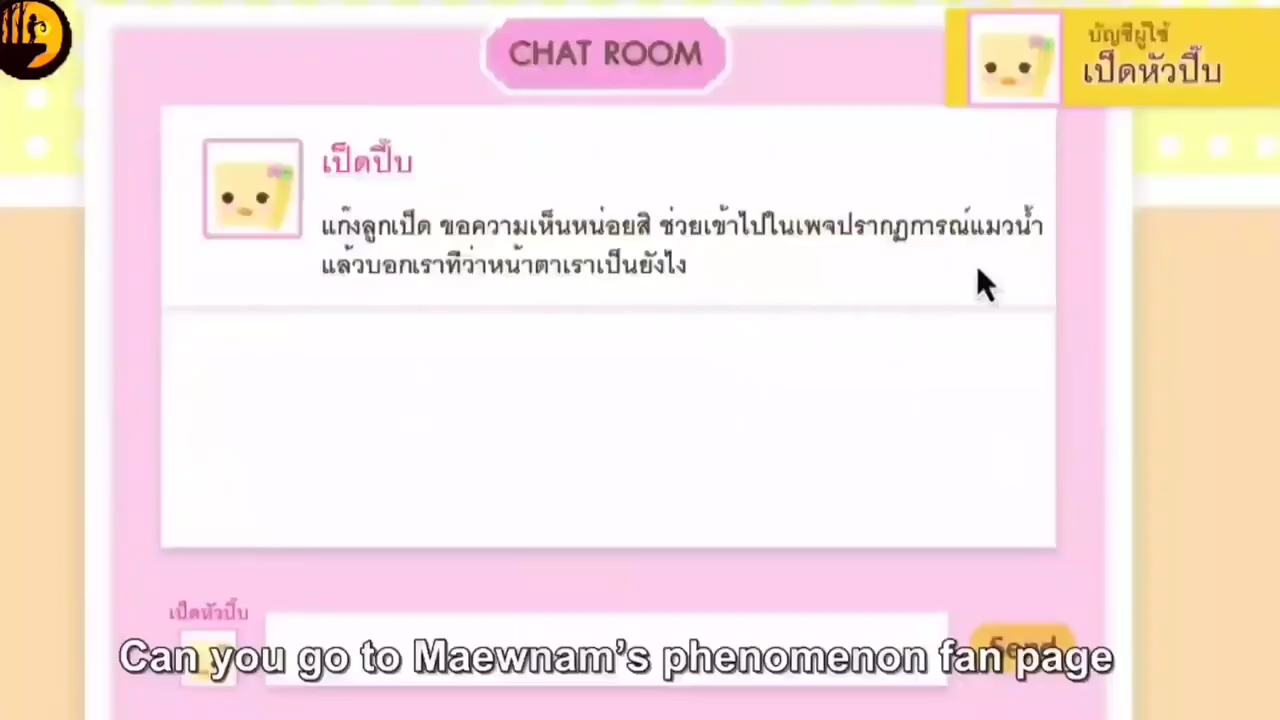 CHAT ROOM
บัญชีผู้ใช้
เป็ดหัวปี๊บ
เป็ดปี๊บ
แก๊งลูกเป็ด ขอความเห็นหน่อยสิ ช่วยเข้าไปในเพจปรากฏการณ์แมวน้ำ
แล้วบอกเราทีว่าหน้าตาเราเป็นยังไง
เป็ดหัวปี๊บ
Send
Can you go to Maewnam's phenomenon fan page